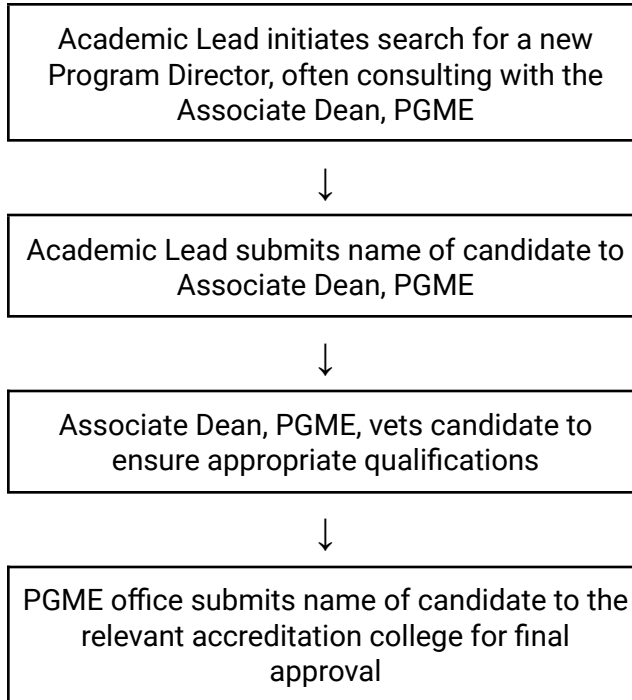 Academic Lead initiates search for a new
Program Director, often consulting with the
Associate Dean, PGME
↓
Academic Lead submits name of candidate to
Associate Dean, PGME
↓
Associate Dean, PGME, vets candidate to
ensure appropriate qualifications
↓
PGME office submits name of candidate to the
relevant accreditation college for final
approval